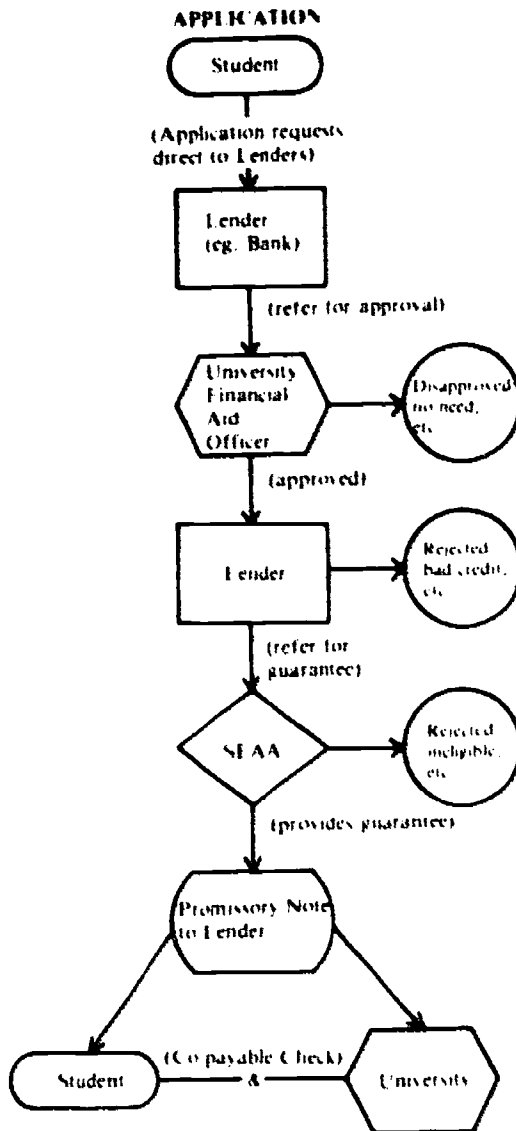 APPLICATION
Student
(Application requests
direct to Lenders)
Lender
(eg. Bank)
(refer for approval)
University
Financial
Aid
Officer
Disapproved
no need,
etc
(approved)
Lender
Rejected
bad credit,
etc
(refer for
guarantee)
SEAA
Rejected
ineligible,
etc
(provides guarantee)
Promissory Note
to Lender
(Co payable Check)
Student
&
University